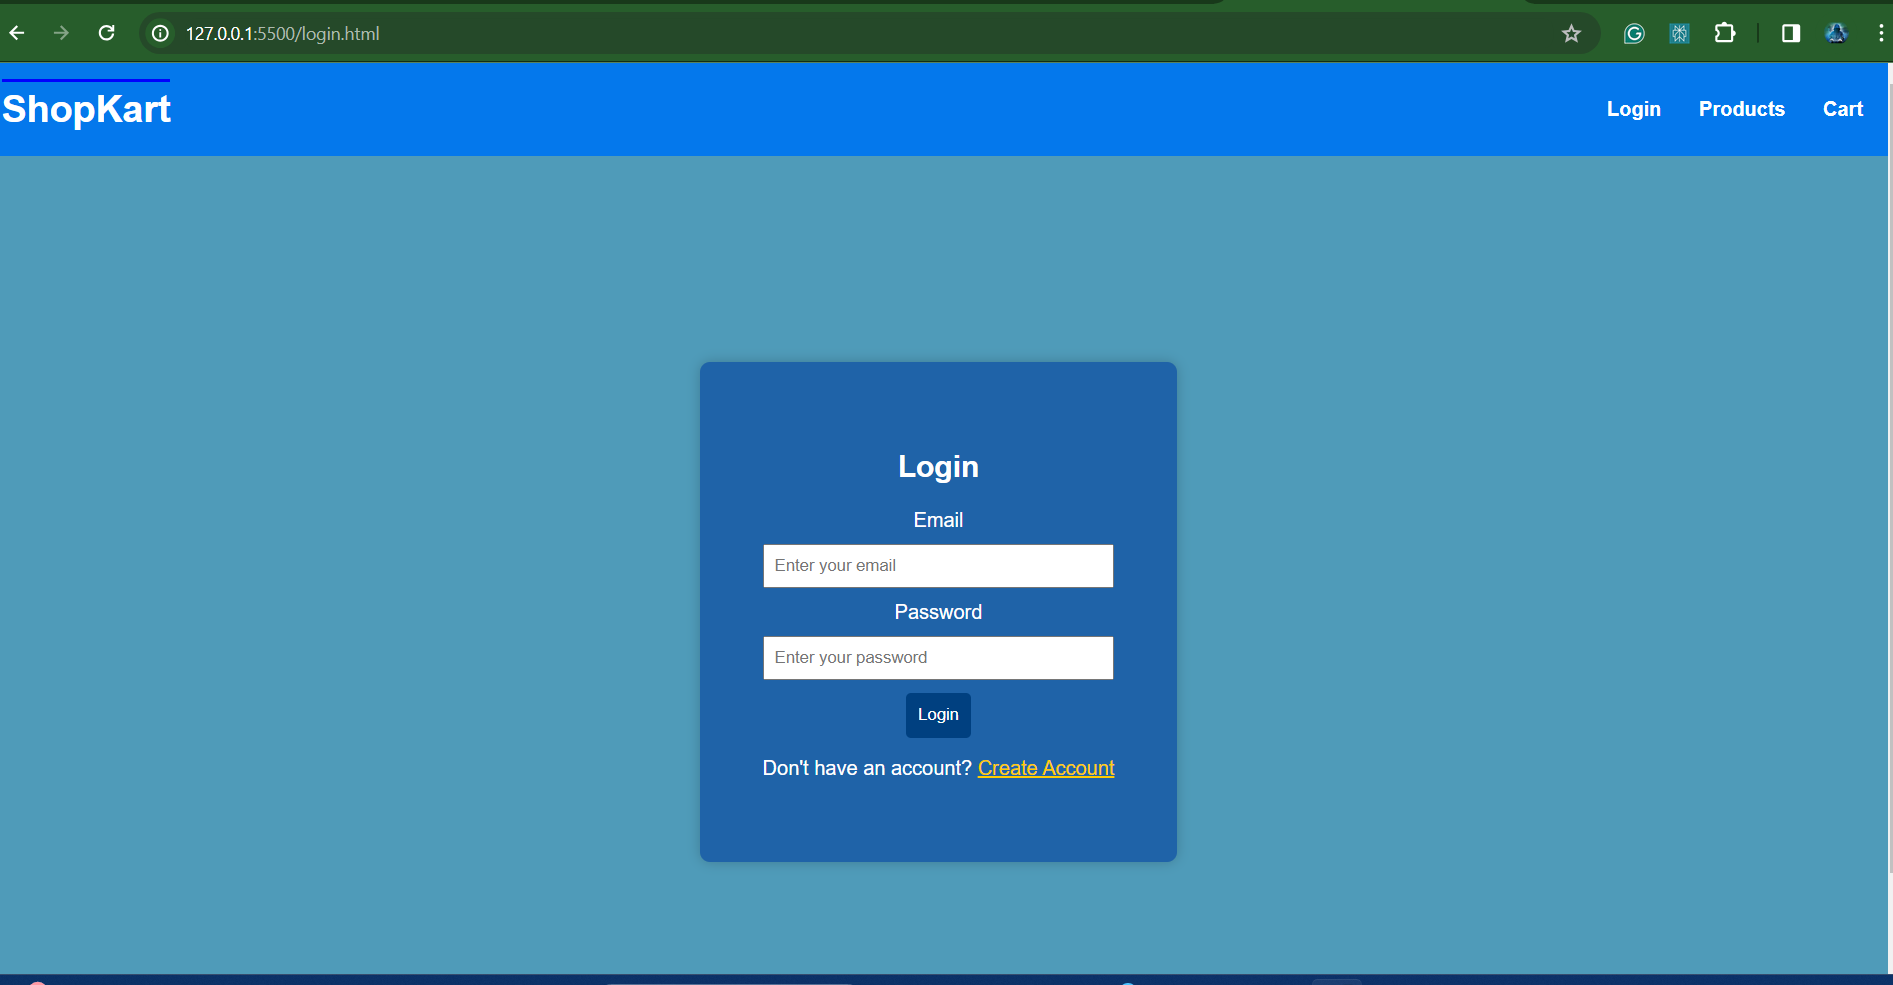 127.0.0.1:5500/login.html
ShopKart
Login Products Cart
Login
Email
Enter your email
Password
Enter your password
Login
Don't have an account? Create Account